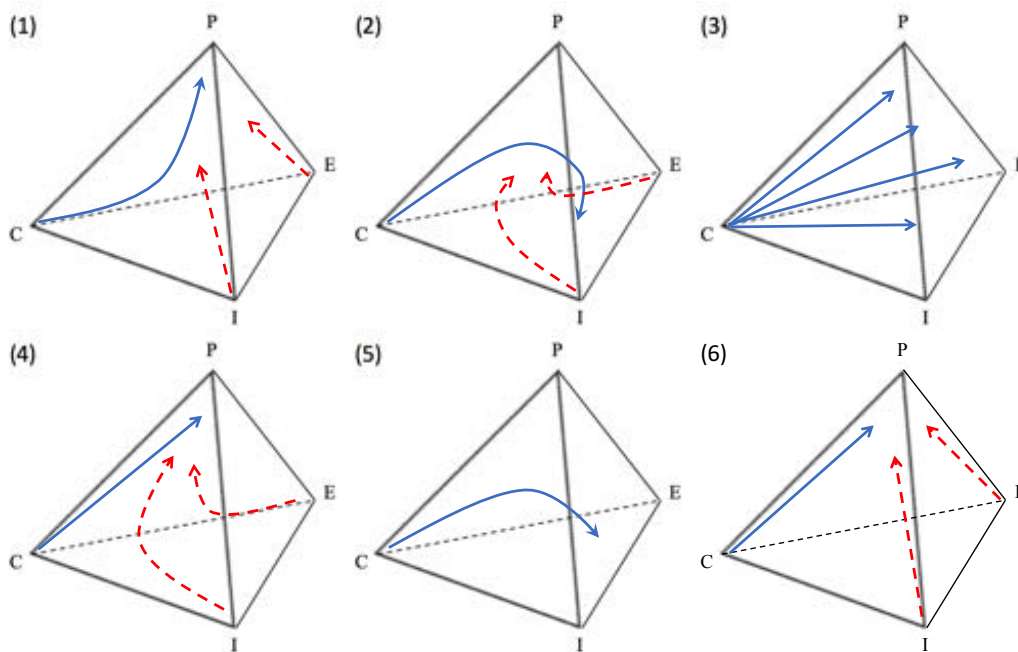 (1) P (2) P (3) P
E E E
C C C
I I I
(4) P (5) P (6) P
E E E
C C C
I I I